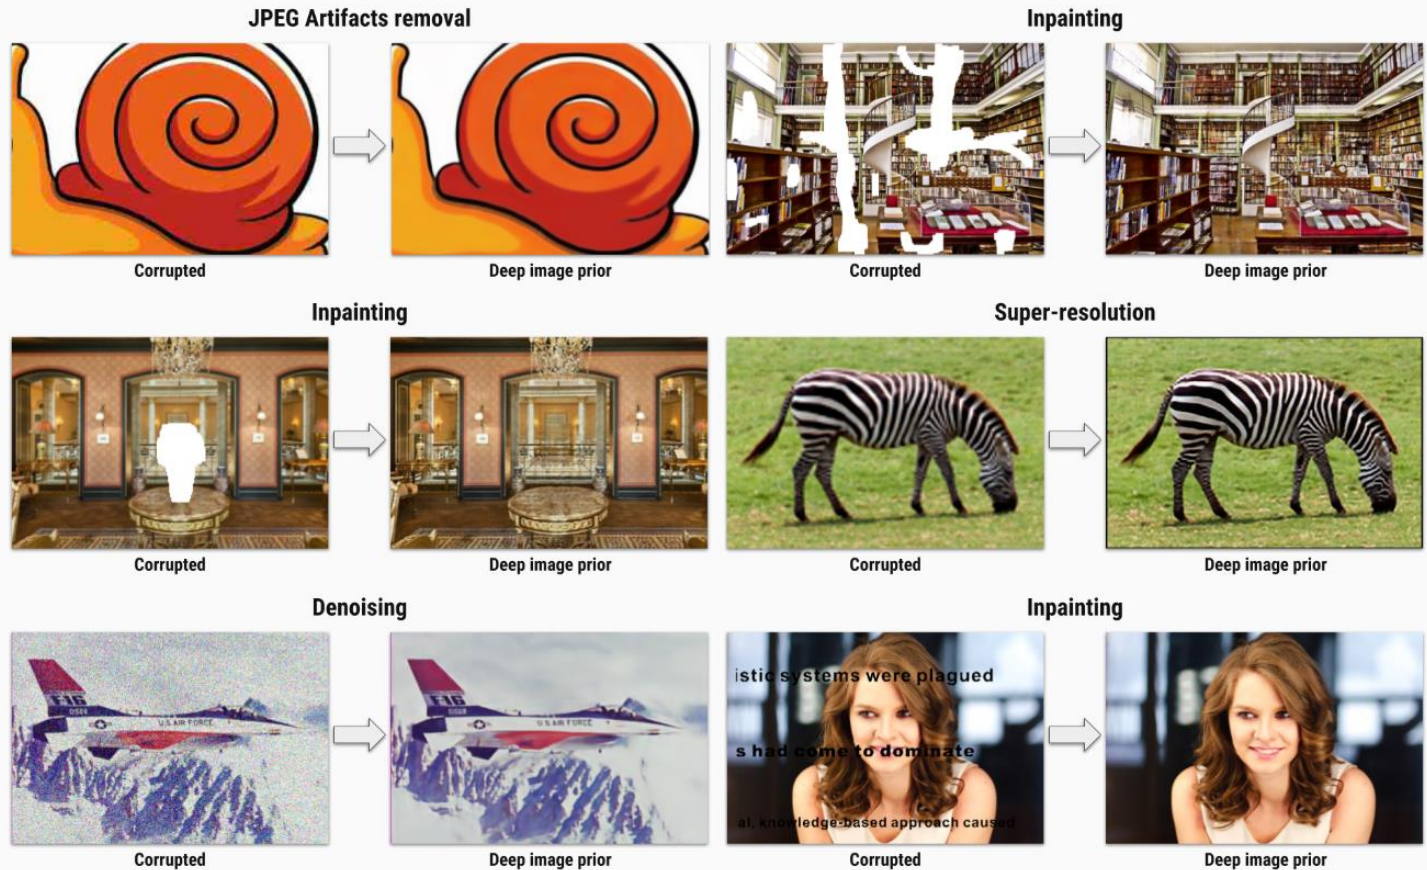 JPEG Artifacts removal
Inpainting
Corrupted
Deep image prior
Corrupted
Deep image prior
Inpainting
Super-resolution
Corrupted
Deep image prior
Corrupted
Deep image prior
Denoising
Inpainting
F16
U.S AIR FORCE
F16
U.S AIR FORCE
istic systems were plagued
s had come to dominate
al, knowledge-based approach caused
Corrupted
Deep image prior
Corrupted
Deep image prior